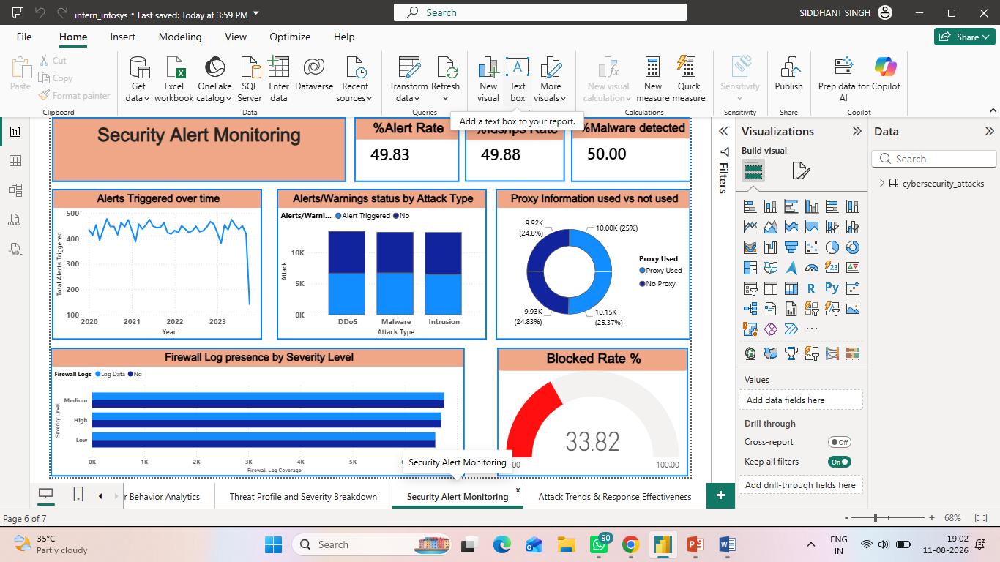 intern_infosys • Last saved: Today at 3:59 PM
Search
SIDDHANT SINGH
File Home Insert Modeling View Optimize Help
Share
Paste
Cut
Copy
Format painter
Clipboard
Get data
Excel workbook
OneLake catalog
SQL Server
Enter data
Dataverse
Recent sources
Data
Transform data
Refresh
Queries
New visual
Text box
More visuals
New visual calculation
New measure
Quick measure
Calculations
Sensitivity
Sensitivity
Publish
Share
Prep data for AI
Copilot
Copilot
Add a text box to your report.
DAX
TMDL
Security Alert Monitoring
%Alert Rate
49.83
49.88
%Malware detected
50.00
Alerts Triggered over time
Total Alerts Triggered
500
400
300
200
100
2020 2021 2022 2023
Year
Alerts/Warnings status by Attack Type
Alerts/Warni... Alert Triggered No
Attack
10K
5K
0K
DDoS Malware Intrusion
Attack Type
Proxy Information used vs not used
9.92K (24.8%)
10.00K (25%)
9.93K (24.83%)
10.15K (25.37%)
Proxy Used
Proxy Used
No Proxy
Firewall Log presence by Severity Level
Firewall Logs Log Data No
Severity Level
Medium
High
Low
0K 1K 2K 3K 4K 5K
Firewall Log Coverage
Security Alert Monitoring
Blocked Rate %
33.82
100.00
Filters
Visualizations
Build visual
123
R
Py
Values
Add data fields here
Drill through
Cross-report
Off
Keep all filters
On
Add drill-through fields here
Data
Search
cybersecurity_attacks
r Behavior Analytics
Threat Profile and Severity Breakdown
Security Alert Monitoring
x
Attack Trends & Response Effectiveness
+
Page 6 of 7
- + 68%
35°C
Partly cloudy
Search
90
ENG
IN
19:02
11-08-2026